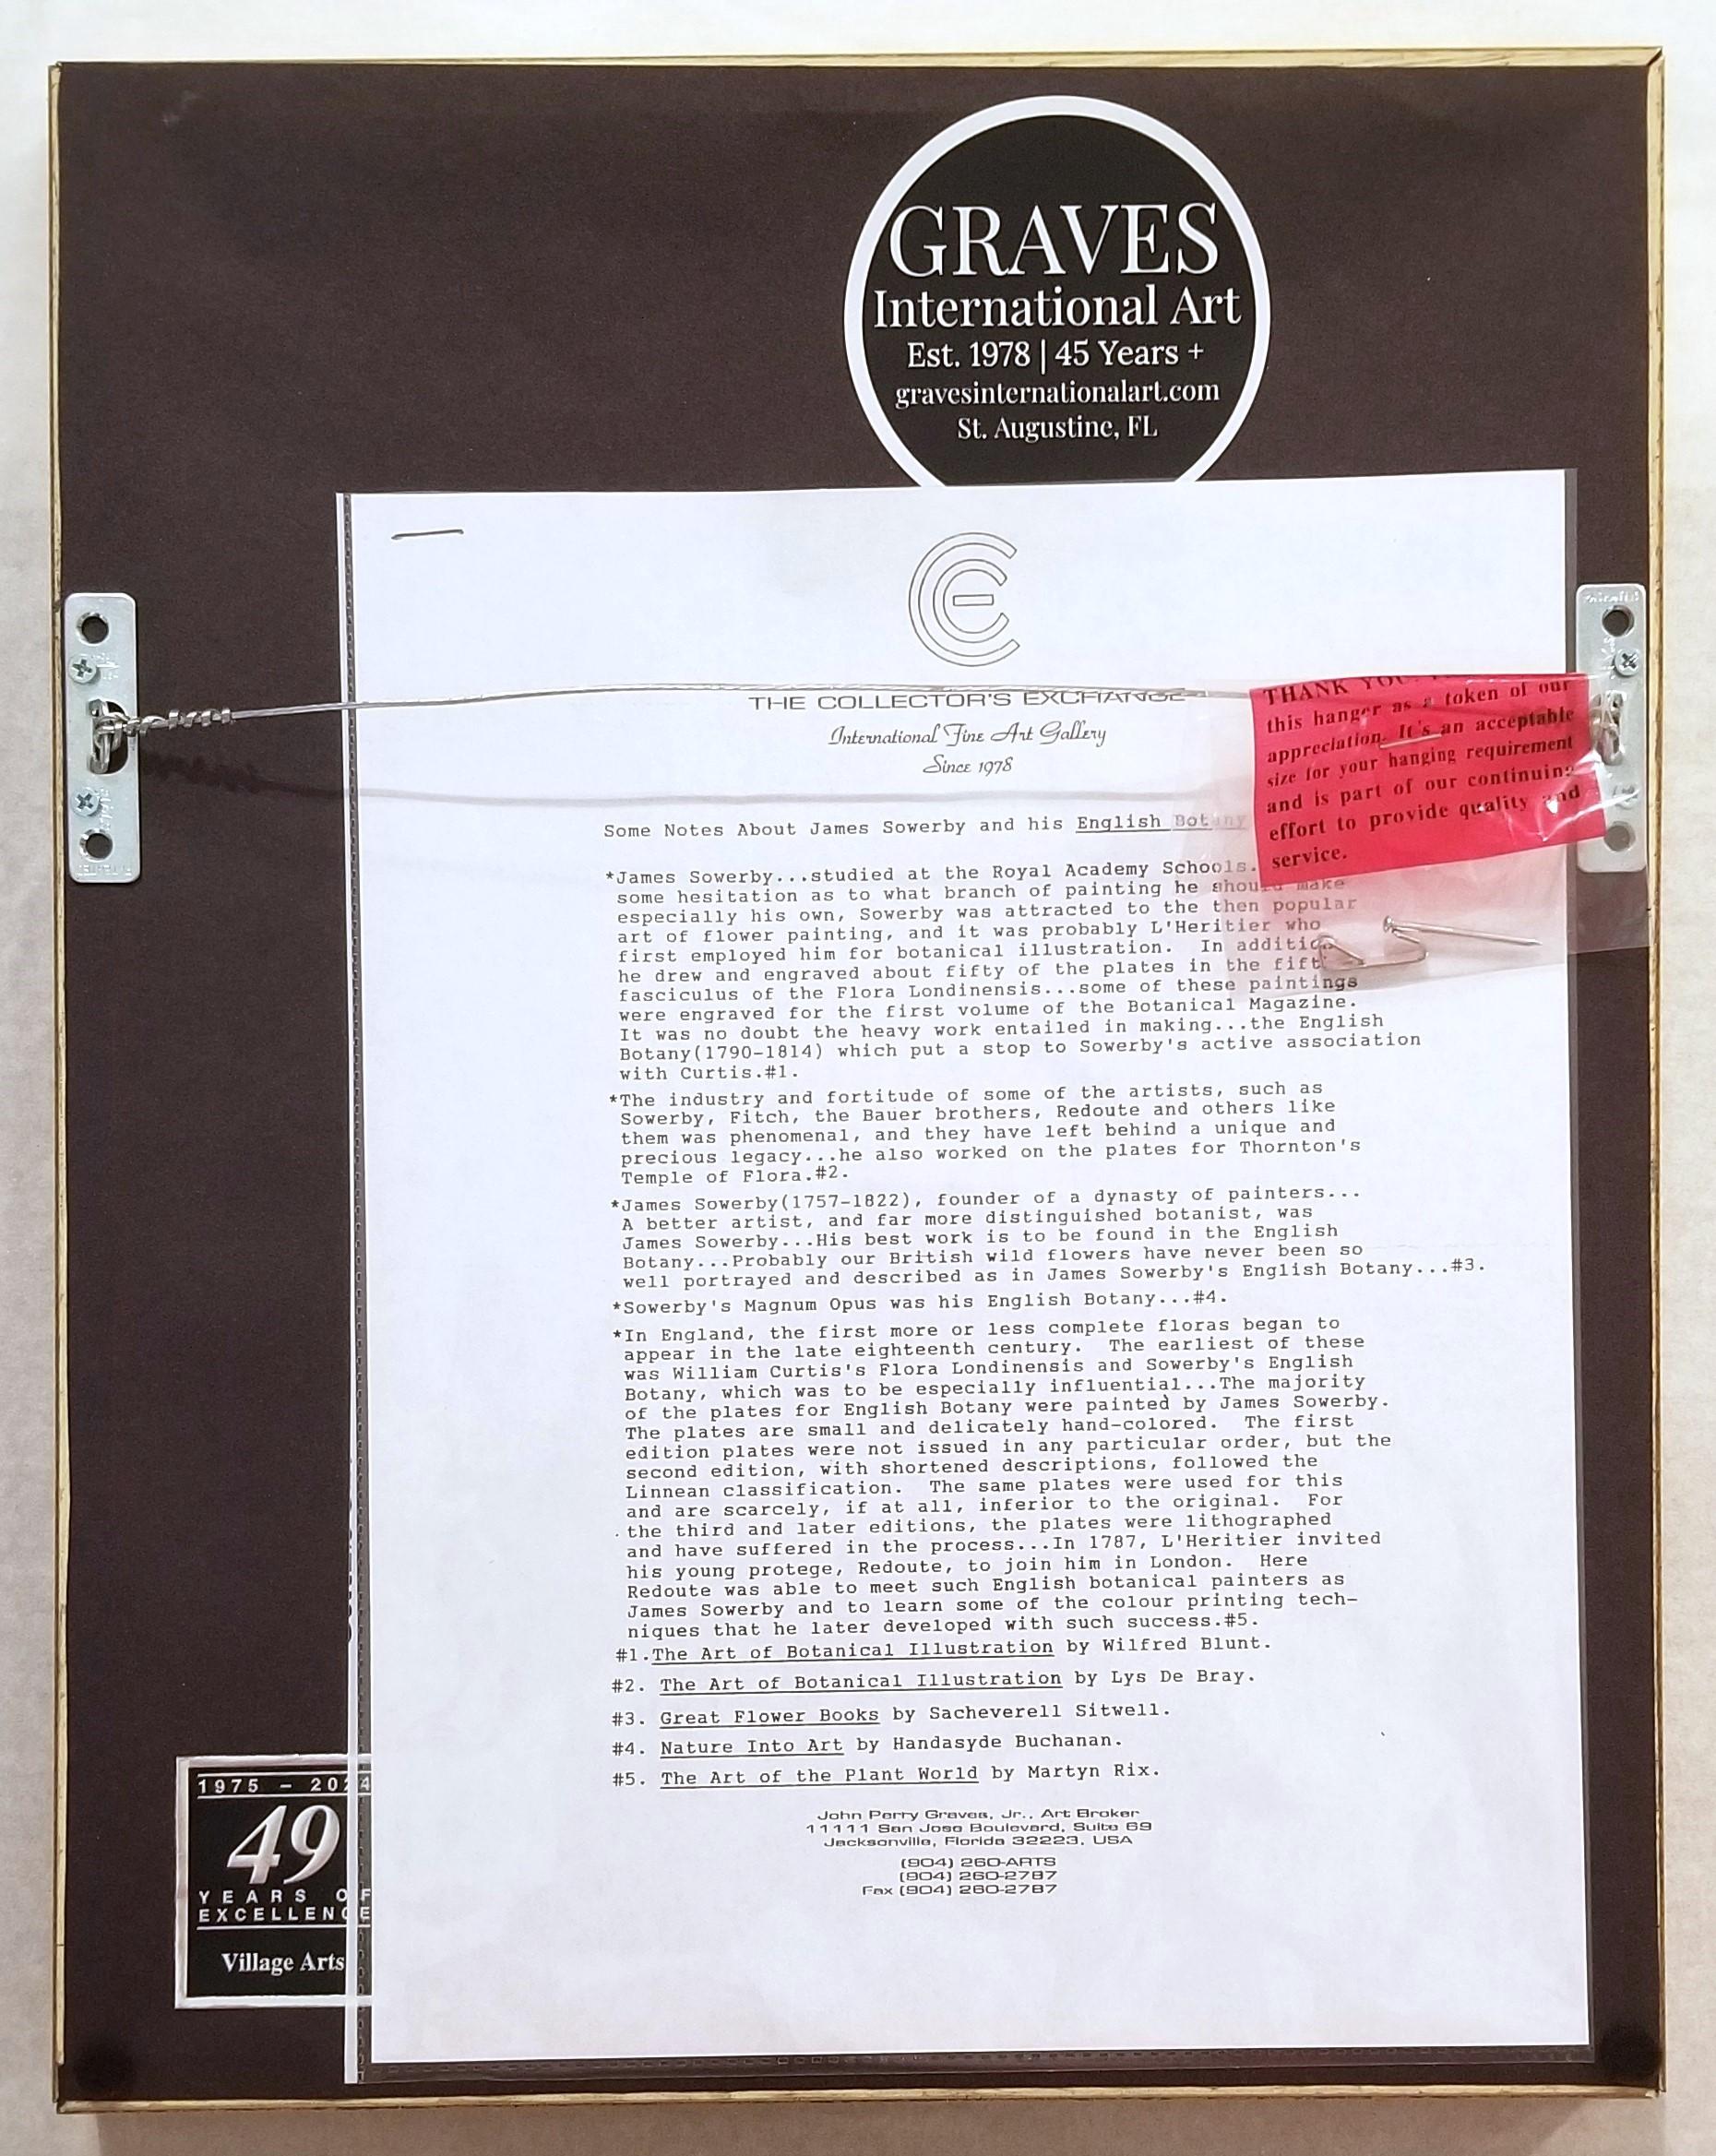 GRAVES
International Art
Est. 1978 | 45 Years +
gravesinternationalart.com
St. Augustine, FL
THE COLLECTOR'S EXCHANGE
International Fine Art Gallery
Since 1978
THANK YOU
this hanger as a token of our
appreciation. It's an acceptable
size for your hanging requirement
and is part of our continuing
effort to provide quality and
service.
Some Notes About James Sowerby and his English Botany
*James Sowerby...studied at the Royal Academy Schools.
some hesitation as to what branch of painting he should make
especially his own, Sowerby was attracted to the then popular
art of flower painting, and it was probably L'Heritier who
first employed him for botanical illustration. In addition
he drew and engraved about fifty of the plates in the fift
fasciculus of the Flora Londinensis...some of these paintings
were engraved for the first volume of the Botanical Magazine.
It was no doubt the heavy work entailed in making...the English
Botany(1790-1814) which put a stop to Sowerby's active association
with Curtis.#1.
*The industry and fortitude of some of the artists, such as
Sowerby, Fitch, the Bauer brothers, Redoute and others like
them was phenomenal, and they have left behind a unique and
precious legacy...he also worked on the plates for Thornton's
Temple of Flora.#2.
*James Sowerby(1757-1822), founder of a dynasty of painters...
A better artist, and far more distinguished botanist, was
James Sowerby...His best work is to be found in the English
Botany...Probably our British wild flowers have never been so
well portrayed and described as in James Sowerby's English Botany...#3.
*Sowerby's Magnum Opus was his English Botany...#4.
*In England, the first more or less complete floras began to
appear in the late eighteenth century. The earliest of these
was William Curtis's Flora Londinensis and Sowerby's English
Botany, which was to be especially influential...The majority
of the plates for English Botany were painted by James Sowerby.
The plates are small and delicately hand-colored. The first
edition plates were not issued in any particular order, but the
second edition, with shortened descriptions, followed the
Linnean classification. The same plates were used for this
and are scarcely, if at all, inferior to the original. For
the third and later editions, the plates were lithographed
and have suffered in the process...In 1787, L'Heritier invited
his young protege, Redoute, to join him in London. Here
Redoute was able to meet such English botanical painters as
James Sowerby and to learn some of the colour printing tech-
niques that he later developed with such success.#5.
#1.The Art of Botanical Illustration by Wilfred Blunt.
#2. The Art of Botanical Illustration by Lys De Bray.
#3. Great Flower Books by Sacheverell Sitwell.
#4. Nature Into Art by Handasyde Buchanan.
#5. The Art of the Plant World by Martyn Rix.
John Perry Graves, Jr., Art Broker
11111 San Jose Boulevard, Suite 69
Jacksonville, Florida 32223, USA
(904) 260-ARTS
(904) 260-2787
Fax (904) 260-2787
1975 - 2024
49
YEARS OF
EXCELLENCE
Village Arts